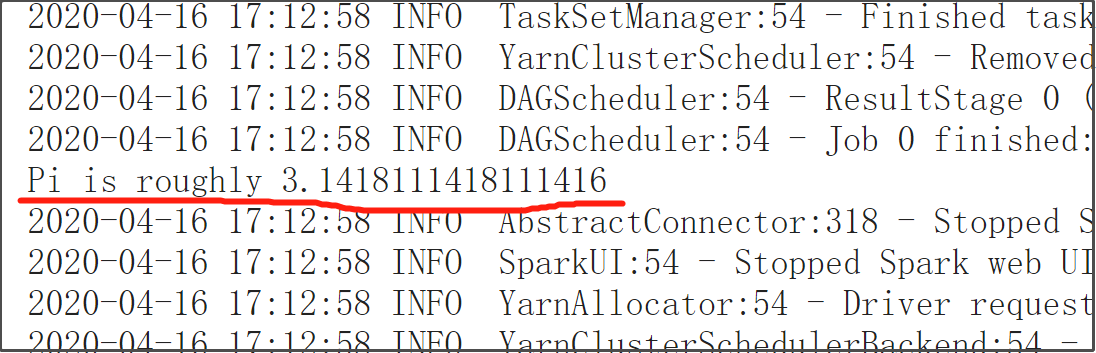 2020-04-16 17:12:58 INFO  TaskSetManager:54 - Finished task
2020-04-16 17:12:58 INFO  YarnClusterScheduler:54 - Removed
2020-04-16 17:12:58 INFO  DAGScheduler:54 - ResultStage 0 (
2020-04-16 17:12:58 INFO  DAGScheduler:54 - Job 0 finished:
Pi is roughly 3.1418111418111416
2020-04-16 17:12:58 INFO  AbstractConnector:318 - Stopped S
2020-04-16 17:12:58 INFO  SparkUI:54 - Stopped Spark web UI
2020-04-16 17:12:58 INFO  YarnAllocator:54 - Driver request
2020-04-16 17:12:58 INFO  YarnClusterSchedulerBackend:54 -